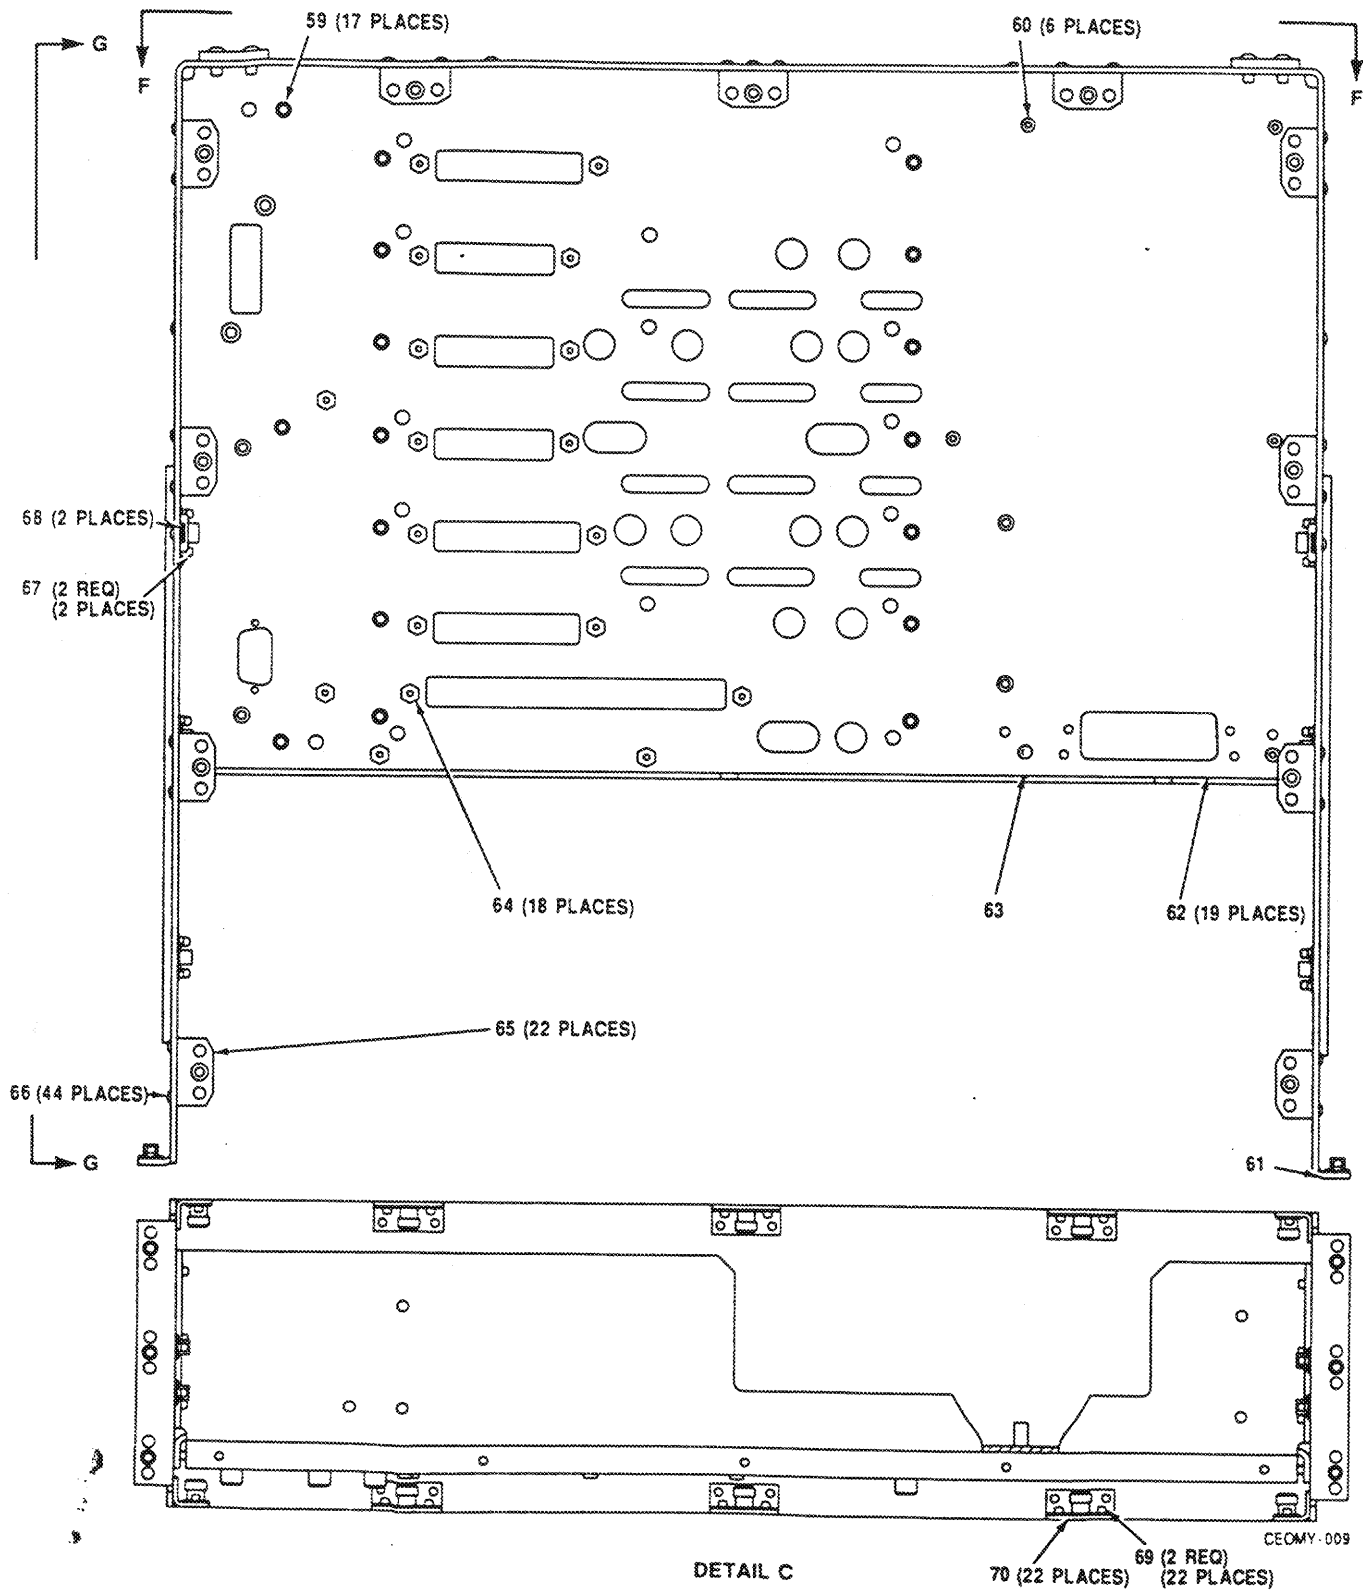 59 (17 PLACES)
60 (6 PLACES)
G
F
F
68 (2 PLACES)
67 (2 REQ)
(2 PLACES)
64 (18 PLACES)
63
62 (19 PLACES)
65 (22 PLACES)
66 (44 PLACES)
G
61
CEOMY-009
69 (2 REQ)
70 (22 PLACES)
(22 PLACES)
DETAIL C